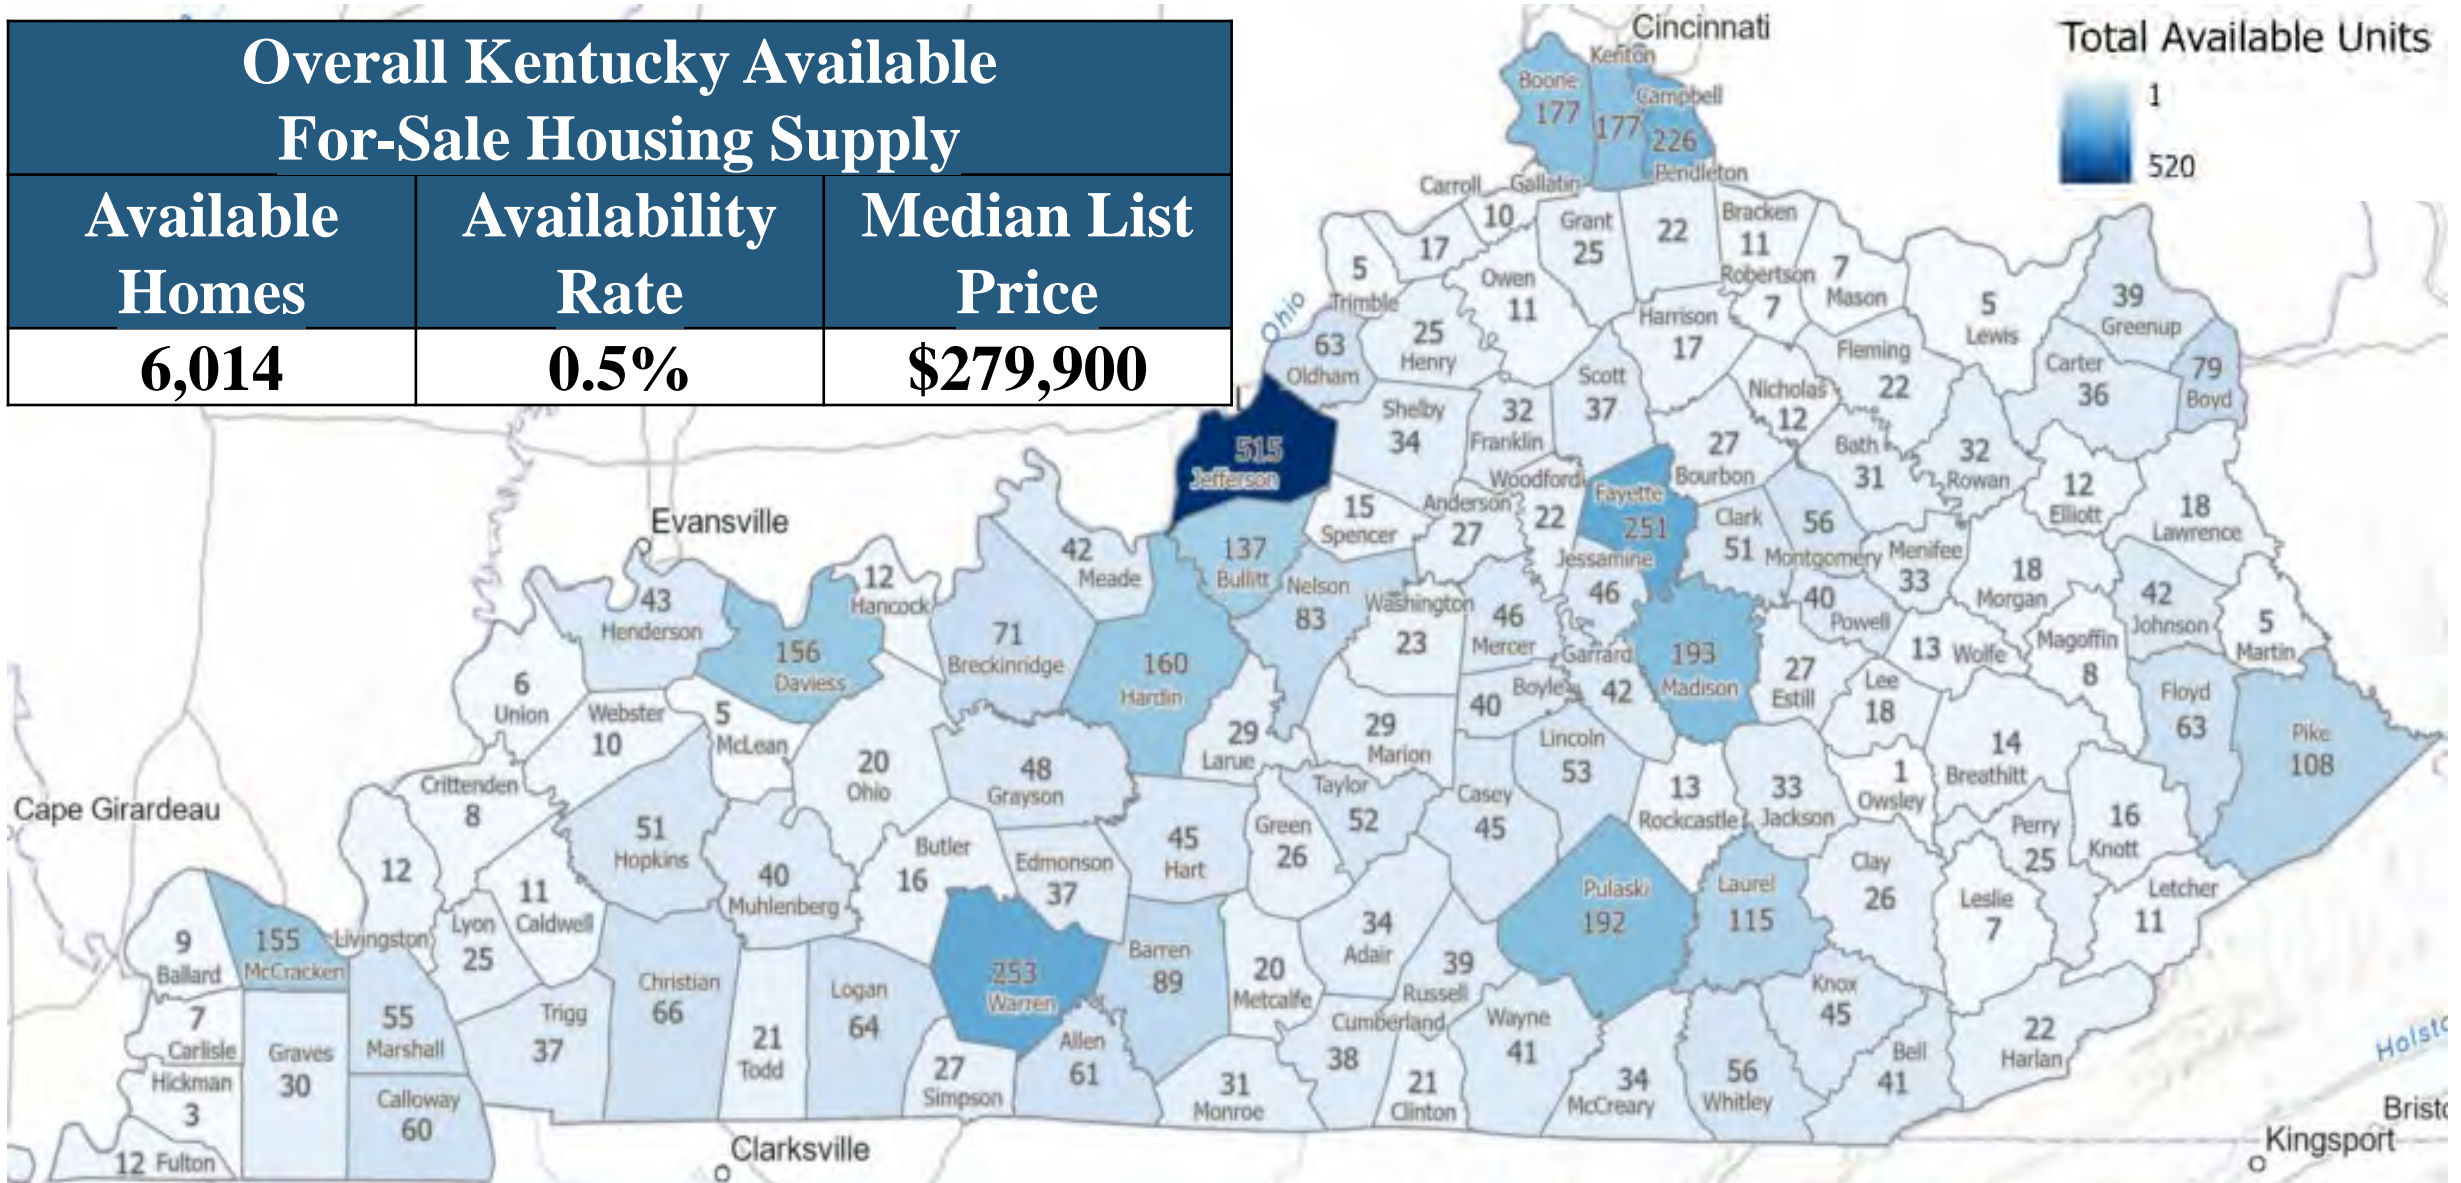 Overall Kentucky Available
For-Sale Housing Supply
Available
Homes
Availability
Rate
Median List
Price
6,014
0.5%
$279,900
Total Available Units
1
520
Cincinnati
Kenton
Boone
177
177
Campbell
226
Pendleton
Carroll
Gallatin
10
Grant
25
22
Bracken
11
Robertson
7
7
Mason
5
Lewis
39
Greenup
17
5
Trimble
Owen
11
Ohio
63
Oldham
25
Henry
Harrison
17
Fleming
22
Carter
36
79
Boyd
Scott
37
Nicholas
12
Shelby
34
32
Franklin
515
Jefferson
27
Bourbon
Bath
31
32
Rowan
12
Elliott
18
Lawrence
Woodford
22
Fayette
251
Anderson
27
15
Spencer
Clark
51
56
Montgomery
Menifee
33
Evansville
42
Meade
137
Bullitt
Nelson
83
Jessamine
46
18
Morgan
42
Johnson
5
Martin
12
Hancock
43
Henderson
156
Daviess
71
Breckinridge
160
Hardin
Washington
23
46
Mercer
Garrard
42
193
Madison
40
Powell
27
Estill
13 Wolfe
Magoffin
8
Lee
18
Floyd
63
Pike
108
6
Union
Webster
10
5
McLean
20
Ohio
48
Grayson
29
Larue
29
Marion
40
Boyle
Lincoln
53
13
Rockcastle
33
Jackson
1
Owsley
14
Breathitt
16
Knott
Perry
25
Cape Girardeau
Crittenden
8
12
Livingston
51
Hopkins
40
Muhlenberg
Butler
16
Edmonson
37
45
Hart
Green
26
Taylor
52
Casey
45
Pulaski
192
Laurel
115
Clay
26
Leslie
7
Letcher
11
9
Ballard
155
McCracken
Lyon
25
11
Caldwell
Christian
66
Logan
64
253
Warren
Barren
89
20
Metcalfe
34
Adair
39
Russell
Knox
45
22
Harlan
7
Carlisle
Graves
30
55
Marshall
Trigg
37
21
Todd
27
Simpson
Allen
61
31
Monroe
Cumberland
38
21
Clinton
Wayne
41
34
McCreary
56
Whitley
Bell
41
Hickman
3
Calloway
60
12 Fulton
Clarksville
Holsto
Bristo
Kingsport